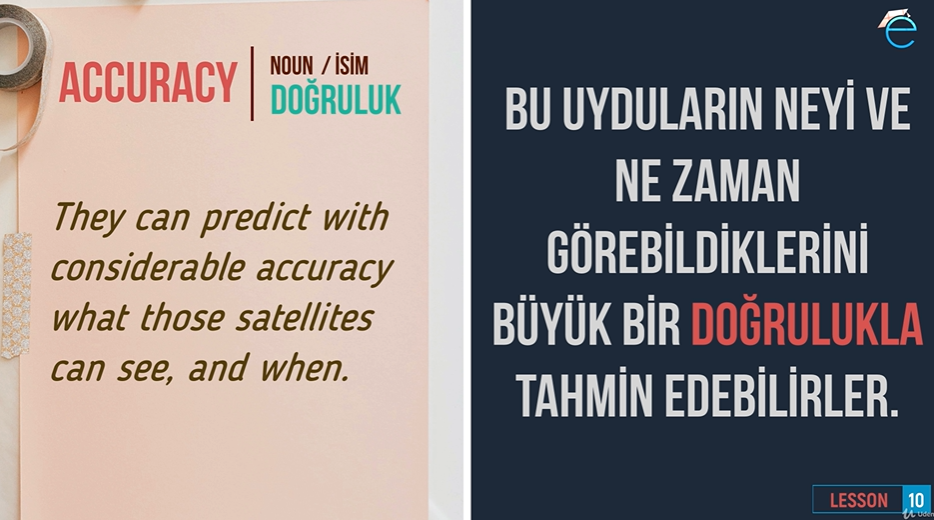 ACCURACY
NOUN / İSİM
DOĞRULUK
They can predict with
considerable accuracy
what those satellites
can see, and when.
BU UYDULARIN NEYİ VE
NE ZAMAN
GÖREBİLDİKLERİNİ
BÜYÜK BİR DOĞRULUKLA
TAHMİN EDEBİLİRLER.
LESSON 10